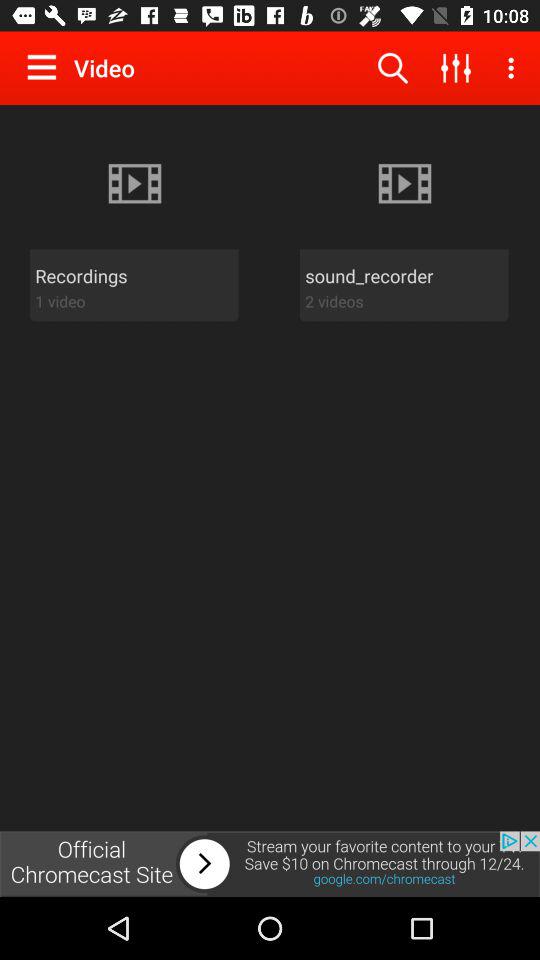 10:08
Video
Recordings
1 video
sound_recorder
2 videos
Official
Chromecast Site
Stream your favorite content to your
Save $10 on Chromecast through 12/24.
google.com/chromecast